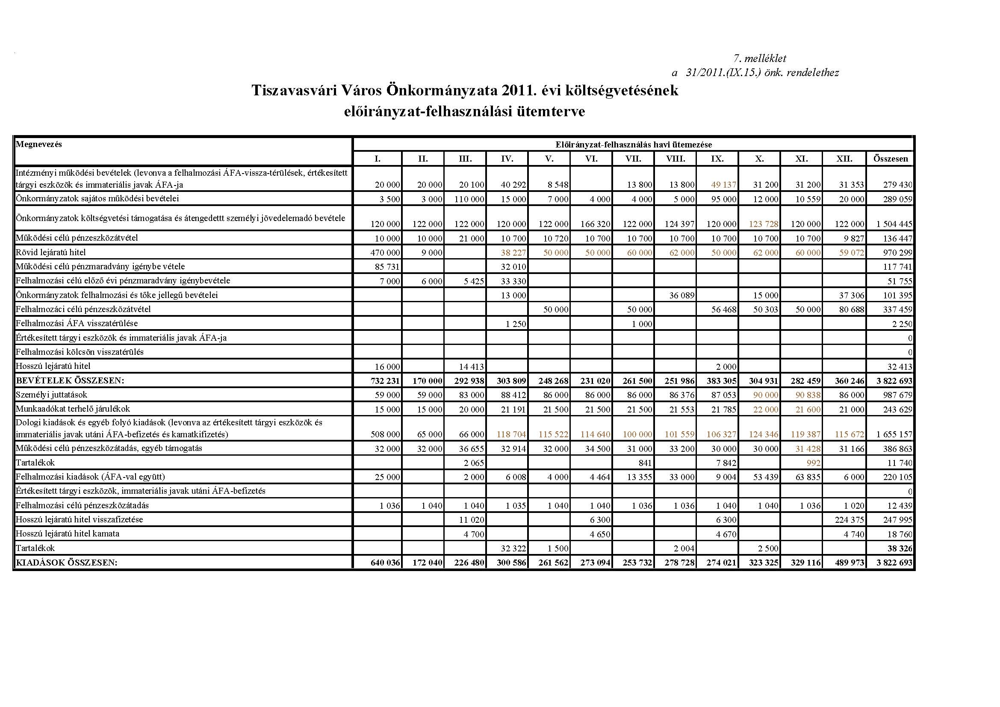 7. melléklet
a 31/2011.(IX.15.) önk. rendelethez
Tiszavasvári Város Önkormányzata 2011. évi költségvetésének
előirányzat-felhasználási ütemterve
Megnevezés Előirányzat-felhasználás havi ütemezése
I. II. III. IV. V. VI. VII. VIII. IX. X. XI. XII. Összesen
Intézményi működési bevételek (levonva a felhalmozási ÁFA-vissza-térülések, értékesített
tárgyi eszközök és immateriális javak ÁFA-ja 20 000 20 000 20 100 40 292 8 548 13 800 13 800 49 137 31 200 31 200 31 353 279 430
Önkormányzatok sajátos működési bevételei 3 500 3 000 110 000 15 000 7 000 4 000 4 000 5 000 95 000 12 000 10 559 20 000 289 059
Önkormányzatok költségvetési támogatása és átengedettt személyi jövedelemadó bevétele 120 000 122 000 122 000 120 000 122 000 166 320 122 000 124 397 120 000 123 728 120 000 122 000 1 504 445
Működési célú pénzeszközátvétel 10 000 10 000 21 000 10 700 10 720 10 700 10 700 10 700 10 700 10 700 10 700 9 827 136 447
Rövid lejáratú hitel 470 000 9 000 38 227 50 000 50 000 60 000 62 000 50 000 62 000 60 000 59 072 970 299
Működési célú pénzmaradvány igénybe vétele 85 731 32 010 117 741
Felhalmozási célú előző évi pénzmaradvány igénybevétele 7 000 6 000 5 425 33 330 51 755
Önkormányzatok felhalmozási és tőke jellegű bevételei 13 000 36 089 15 000 37 306 101 395
Felhalmozáci célú pénzeszközátvétel 50 000 50 000 56 468 50 303 50 000 80 688 337 459
Felhalmozási ÁFA visszatérülése 1 250 1 000 2 250
Értékesített tárgyi eszközök és immateriális javak ÁFA-ja 0
Felhalmozási kölcsön visszatérülés 0
Hosszú lejáratú hitel 16 000 14 413 2 000 32 413
BEVÉTELEK ÖSSZESEN: 732 231 170 000 292 938 303 809 248 268 231 020 261 500 251 986 383 305 304 931 282 459 360 246 3 822 693
Személyi juttatások 59 000 59 000 83 000 88 412 86 000 86 000 86 000 86 376 87 053 90 000 90 838 86 000 987 679
Munkaadókat terhelő járulékok 15 000 15 000 20 000 21 191 21 500 21 500 21 500 21 553 21 785 22 000 21 600 21 000 243 629
Dologi kiadások és egyéb folyó kiadások (levonva az értékesített tárgyi eszközök és
immateriális javak utáni ÁFA-befizetés és kamatkifizetés) 508 000 65 000 66 000 118 704 115 522 114 640 100 000 101 559 106 327 124 346 119 387 115 672 1 655 157
Működési célú pénzeszközátadás, egyéb támogatás 32 000 32 000 36 655 32 914 32 000 34 500 31 000 33 200 30 000 30 000 31 428 31 166 386 863
Tartalékok 2 065 841 7 842 992 11 740
Felhalmozási kiadások (ÁFA-val együtt) 25 000 2 000 6 008 4 000 4 464 13 355 33 000 9 004 53 439 63 835 6 000 220 105
Értékesített tárgyi eszközök, immateriális javak utáni ÁFA-befizetés 0
Felhalmozási célú pénzeszközátadás 1 036 1 040 1 040 1 035 1 040 1 040 1 036 1 036 1 040 1 040 1 036 1 020 12 439
Hosszú lejáratú hitel visszafizetése 11 020 6 300 6 300 224 375 247 995
Hosszú lejáratú hitel kamata 4 700 4 650 4 670 4 740 18 760
Tartalékok 32 322 1 500 2 004 2 500 38 326
KIADÁSOK ÖSSZESEN: 640 036 172 040 226 480 300 586 261 562 273 094 253 732 278 728 274 021 323 325 329 116 489 973 3 822 693